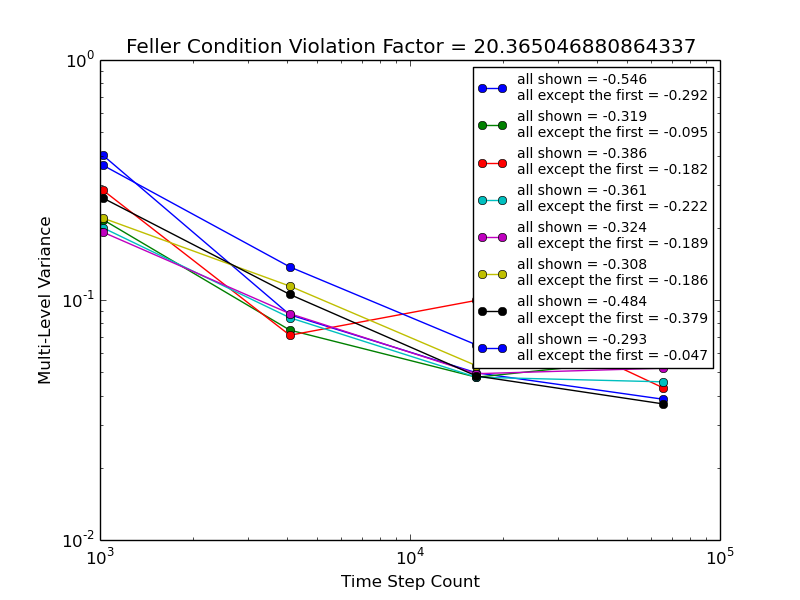 Feller Condition Violation Factor = 20.365046880864337
10^0
10^-1
10^-2
Multi-Level Variance
all shown = -0.546
all except the first = -0.292
all shown = -0.319
all except the first = -0.095
all shown = -0.386
all except the first = -0.182
all shown = -0.361
all except the first = -0.222
all shown = -0.324
all except the first = -0.189
all shown = -0.308
all except the first = -0.186
all shown = -0.484
all except the first = -0.379
all shown = -0.293
all except the first = -0.047
10^3
10^4
10^5
Time Step Count